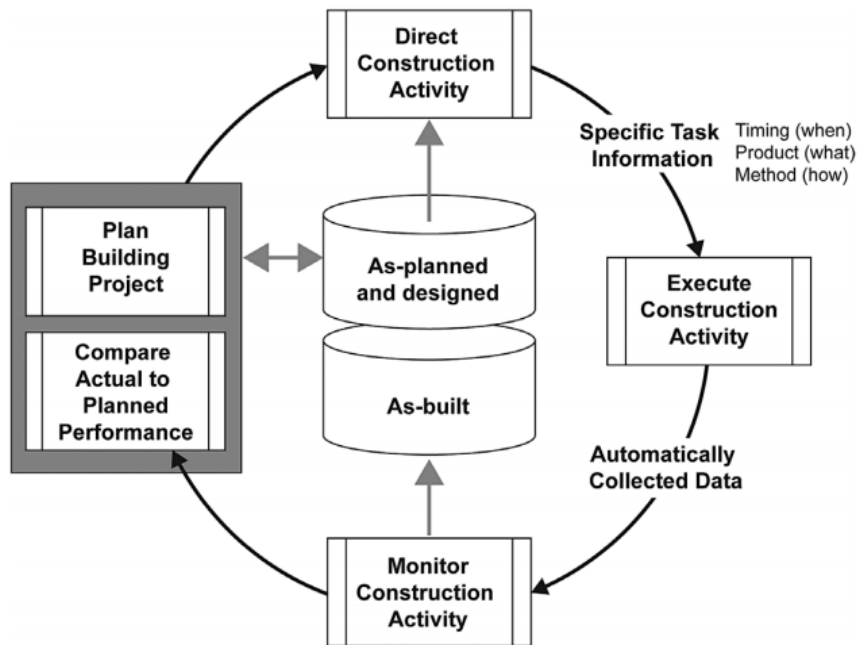 Direct
Construction
Activity
Specific Task
Information
Timing (when)
Product (what)
Method (how)
Plan
Building
Project
As-planned
and designed
Execute
Construction
Activity
Compare
Actual to
Planned
Performance
As-built
Automatically
Collected Data
Monitor
Construction
Activity